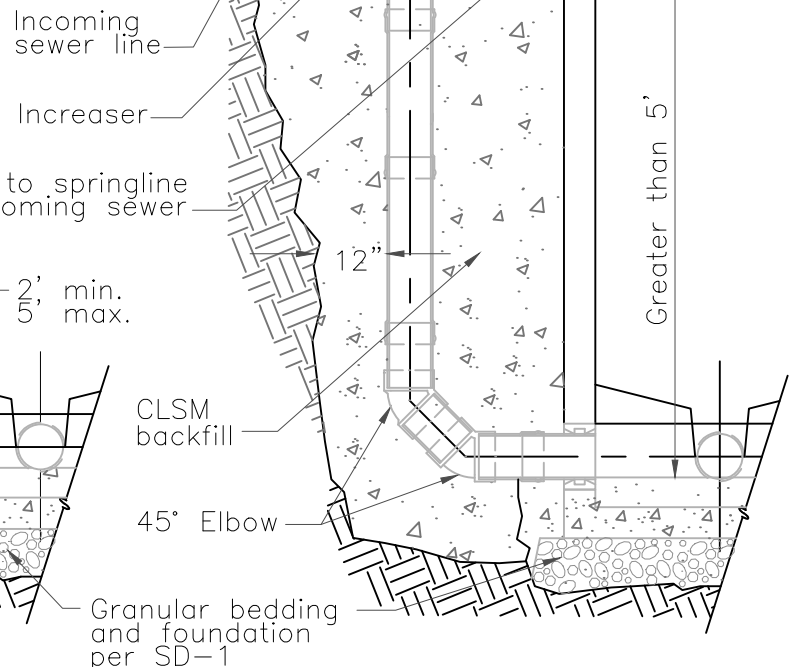 Incoming
sewer line
Increaser
to springline
oming sewer
12"
Greater than 5'
2' min.
5' max.
CLSM
backfill
45° Elbow
Granular bedding
and foundation
per SD-1